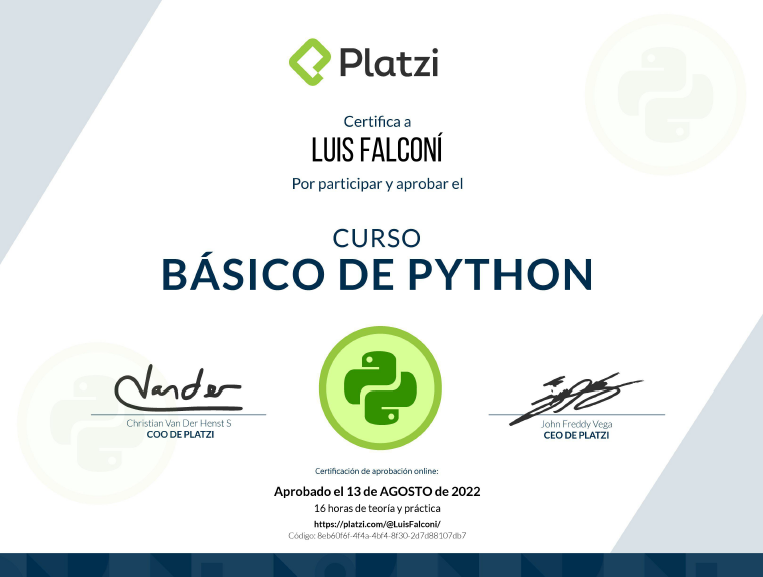 Platzi
Certifica a
LUIS FALCONÍ
Por participar y aprobar el
CURSO
BÁSICO DE PYTHON
Vander
Christian Van Der Henst S
COO DE PLATZI
John Freddy Vega
CEO DE PLATZI
Certificación de aprobación online:
Aprobado el 13 de AGOSTO de 2022
16 horas de teoría y práctica
https://platzi.com/@LuisFalconi/
Código: 8eb60f6f-4f4a-4bf4-8f30-2d7d88107db7